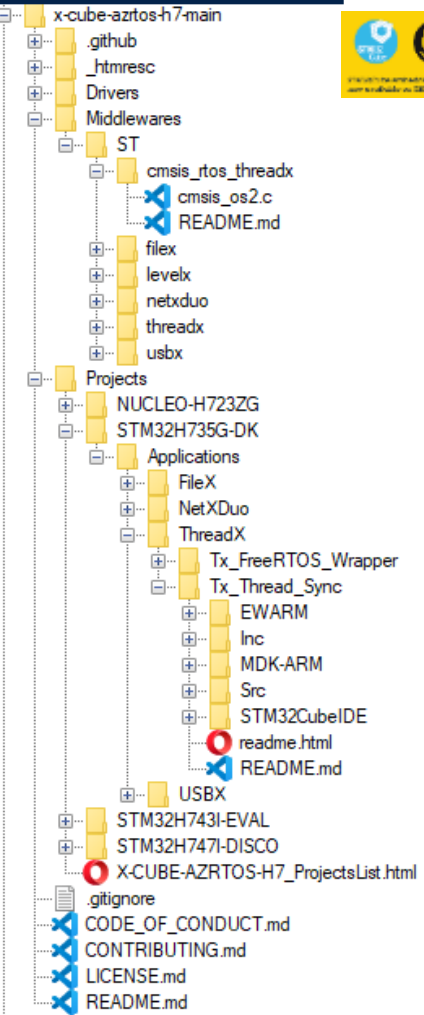 x-cube-azrtos-h7-main
.github
_htmresc
Drivers
Middlewares
ST
cmsis_rtos_threadx
cmsis_os2.c
README.md
filex
levelx
netxduo
threadx
usbx
Projects
NUCLEO-H723ZG
STM32H735G-DK
Applications
FileX
NetXDuo
ThreadX
Tx_FreeRTOS_Wrapper
Tx_Thread_Sync
EWARM
Inc
MDK-ARM
Src
STM32CubeIDE
readme.html
README.md
USBX
STM32H743I-EVAL
STM32H747I-DISCO
X-CUBE-AZRTOS-H7_ProjectsList.html
.gitignore
CODE_OF_CONDUCT.md
CONTRIBUTING.md
LICENSE.md
README.md